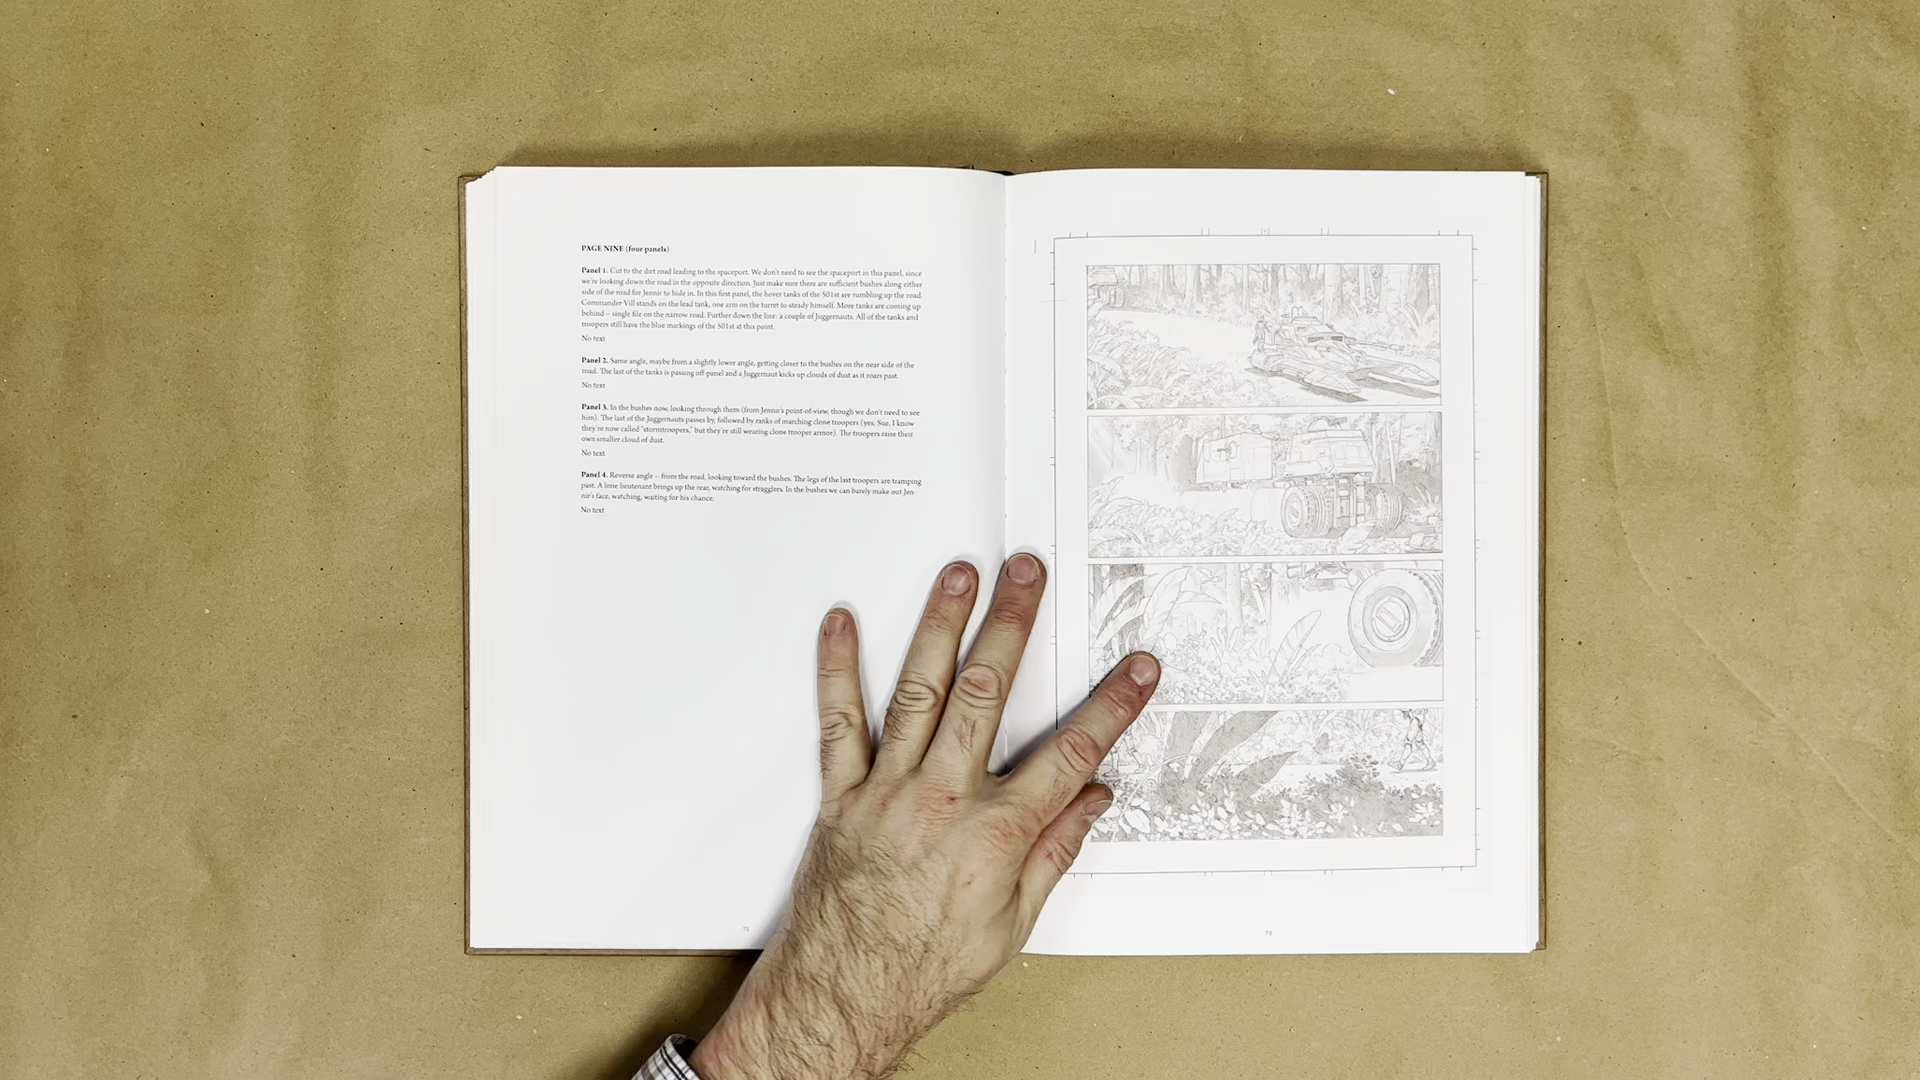 PAGE NINE (four panels)
Panel 1. Cut to the dirt road leading to the spaceport. We don't need to see the spaceport in this panel, since
we're looking down the road in the opposite direction. Just make sure there are sufficient bushes along either
side of the road for Jennir to hide in. In this first panel, the hover tanks of the 501st are rumbling up the road.
Commander Vill stands on the lead tank, one arm on the turret to steady himself. More tanks are coming up
behind – single file on the narrow road. Further down the line: a couple of Juggernauts. All of the tanks and
troopers still have the blue markings of the 501st at this point.
No text
Panel 2. Same angle, maybe from a slightly lower angle, getting closer to the bushes on the near side of the
road. The last of the tanks is passing off-panel and a Juggernaut kicks up clouds of dust as it roars past.
No text
Panel 3. In the bushes now, looking through them (from Jennir's point-of-view, though we don't need to see
him). The last of the Juggernauts passes by, followed by ranks of marching clone troopers (yes, Sue, I know
they're now called "stormtroopers," but they're still wearing clone trooper armor). The troopers raise their
own smaller cloud of dust.
No text
Panel 4. Reverse angle – from the road, looking toward the bushes. The legs of the last troopers are tramping
past. A lone lieutenant brings up the rear, watching for stragglers. In the bushes we can barely make out Jen-
nir's face, watching, waiting for his chance.
No text